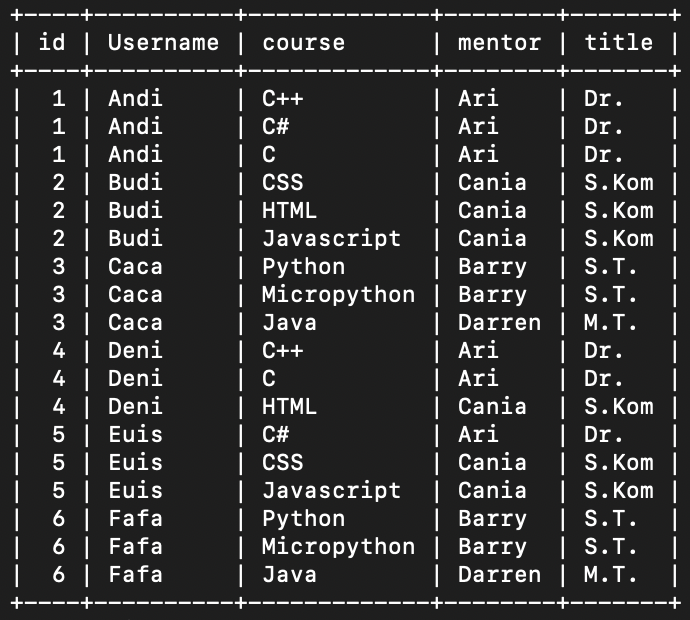 +----+----------+-------------+--------+-------+
| id | Username | course | mentor | title |
+----+----------+-------------+--------+-------+
| 1 | Andi | C++ | Ari | Dr. |
| 1 | Andi | C# | Ari | Dr. |
| 1 | Andi | C | Ari | Dr. |
| 2 | Budi | CSS | Cania | S.Kom |
| 2 | Budi | HTML | Cania | S.Kom |
| 2 | Budi | Javascript | Cania | S.Kom |
| 3 | Caca | Python | Barry | S.T. |
| 3 | Caca | Micropython | Barry | S.T. |
| 3 | Caca | Java | Darren | M.T. |
| 4 | Deni | C++ | Ari | Dr. |
| 4 | Deni | C | Ari | Dr. |
| 4 | Deni | HTML | Cania | S.Kom |
| 5 | Euis | C# | Ari | Dr. |
| 5 | Euis | CSS | Cania | S.Kom |
| 5 | Euis | Javascript | Cania | S.Kom |
| 6 | Fafa | Python | Barry | S.T. |
| 6 | Fafa | Micropython | Barry | S.T. |
| 6 | Fafa | Java | Darren | M.T. |
+----+----------+-------------+--------+-------+